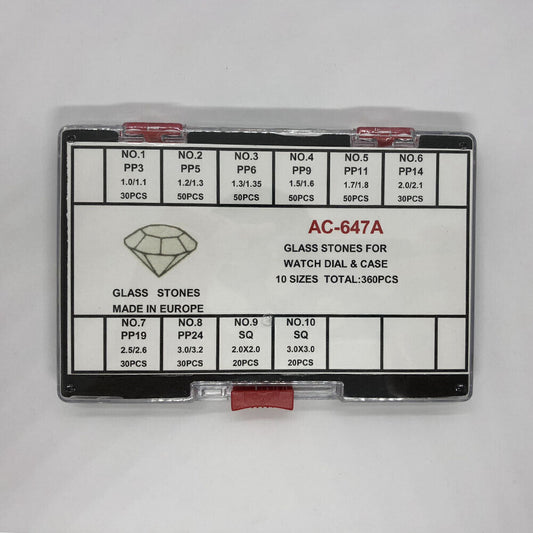 NO.1 NO.2 NO.3 NO.4 NO.5 NO.6
PP3 PP5 PP6 PP9 PP11 PP14
1.0/1.1 1.2/1.3 1.3/1.35 1.5/1.6 1.7/1.8 2.0/2.1
30PCS 50PCS 50PCS 50PCS 50PCS 30PCS
AC-647A
GLASS STONES FOR
WATCH DIAL & CASE
10 SIZES TOTAL:360PCS
GLASS STONES
MADE IN EUROPE
NO.7 NO.8 NO.9 NO.10
PP19 PP24 SQ SQ
2.5/2.6 3.0/3.2 2.0X2.0 3.0X3.0
30PCS 30PCS 20PCS 20PCS